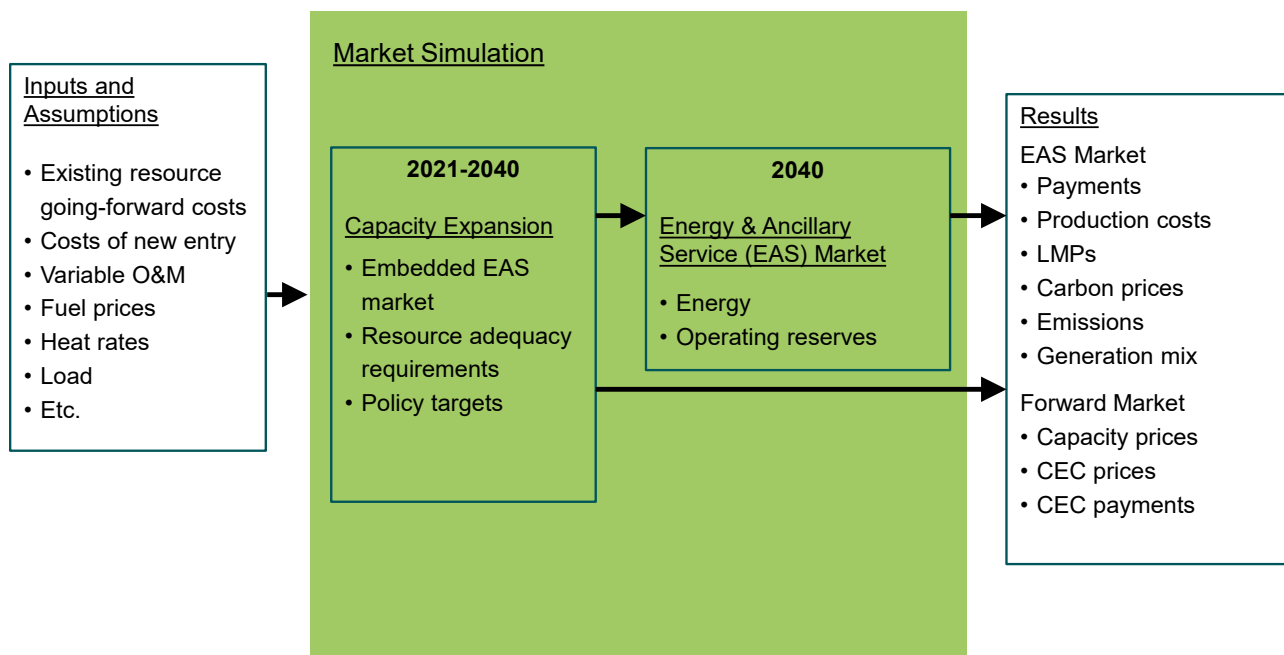 Market Simulation
Inputs and
Assumptions
• Existing resource
going-forward costs
• Costs of new entry
• Variable O&M
• Fuel prices
• Heat rates
• Load
• Etc.
2021-2040
Capacity Expansion
• Embedded EAS
market
• Resource adequacy
requirements
• Policy targets
2040
Energy & Ancillary
Service (EAS) Market
• Energy
• Operating reserves
Results
EAS Market
• Payments
• Production costs
• LMPs
• Carbon prices
• Emissions
• Generation mix
Forward Market
• Capacity prices
• CEC prices
• CEC payments